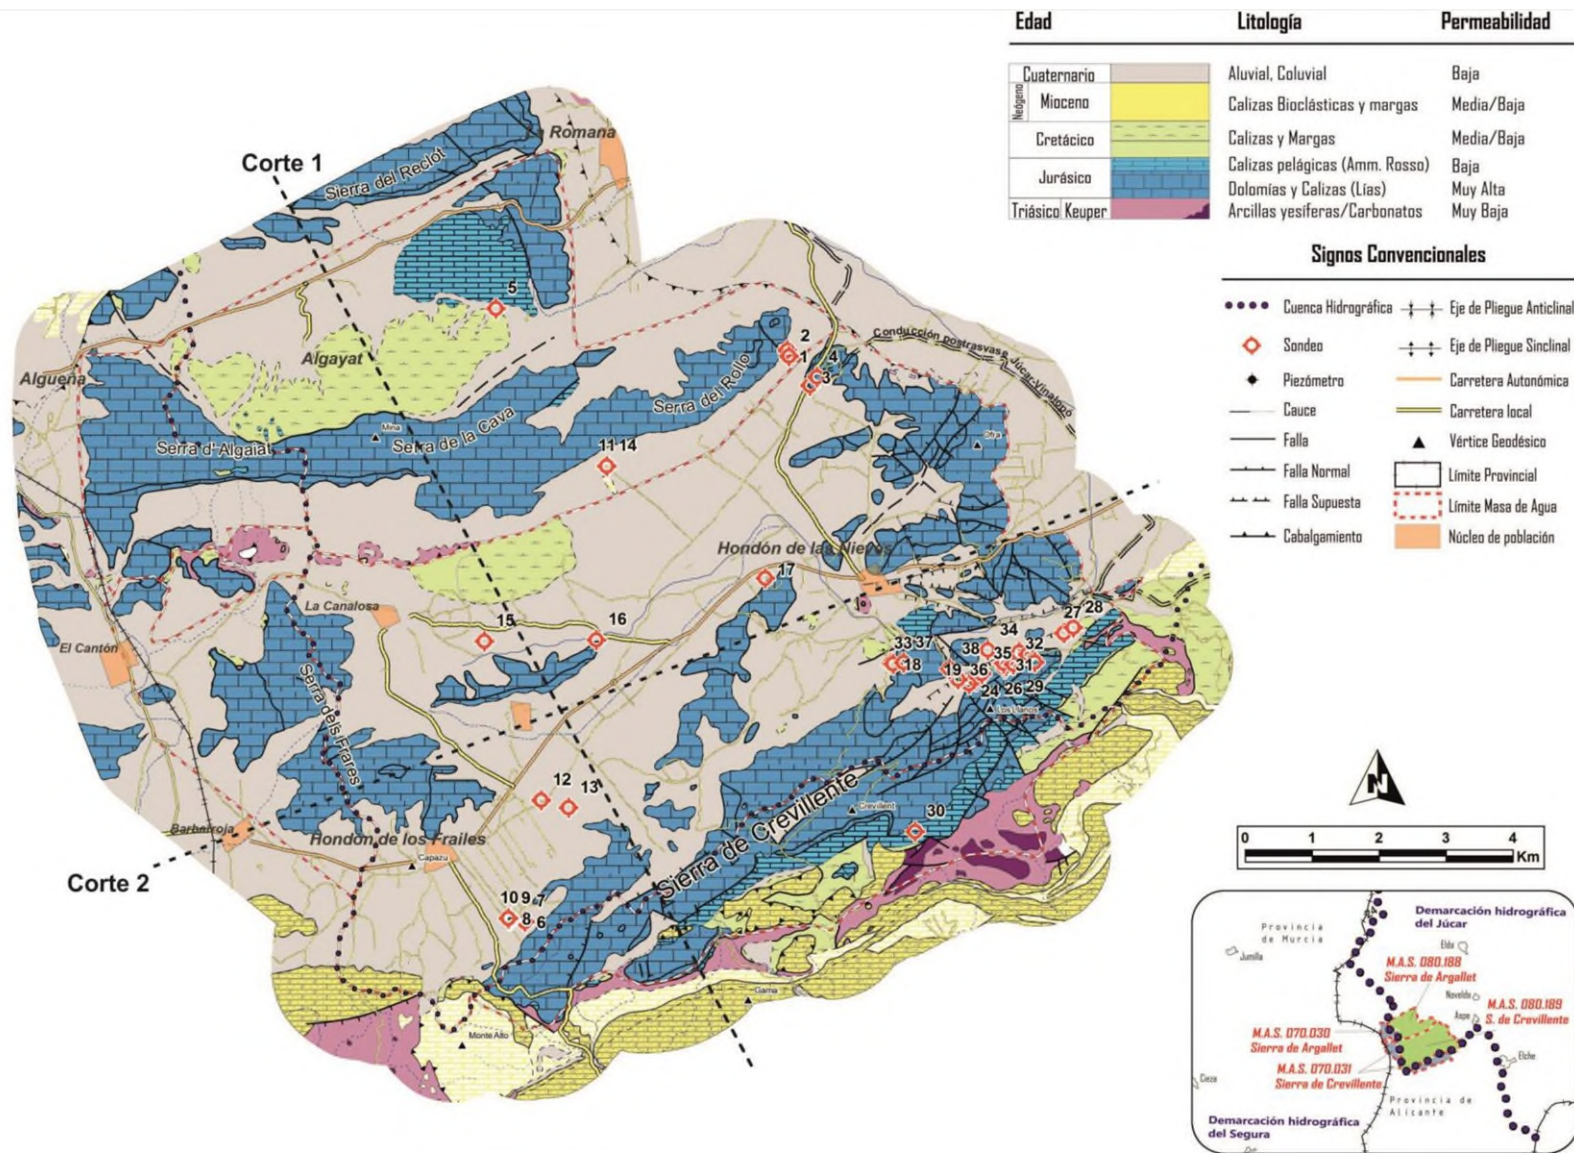 Edad Litología Permeabilidad
Cuaternario Aluvial, Coluvial Baja
Neógeno Mioceno Calizas Bioclásticas y margas Media/Baja
Cretácico Calizas y Margas Media/Baja
Jurásico Calizas pelágicas (Amm. Rosso) Baja
Dolomías y Calizas (Lías) Muy Alta
Triásico Keuper Arcillas yesíferas/Carbonatos Muy Baja
Signos Convencionales
Cuenca Hidrográfica Eje de Pliegue Anticlinal
Sondeo Eje de Pliegue Sinclinal
Piezómetro Carretera Autonómica
Cauce Carretera local
Falla Vértice Geodésico
Falla Normal Límite Provincial
Falla Supuesta Límite Masa de Agua
Cabalgamiento Núcleo de población
Romana
Corte 1
Sierra del Reclot
5
Algayat
Conducción postrasvase Júcar-Vinalopó
2
1
4
3
Algueña
Serra del Rollo
Mina
Serra de la Cava
Serra d'Algaiat
11 14
Hondón de las Nieves
17
La Canalosa
15
16
El Cantón
27 28
33 37
34
38
32
35
18
19
36
31
24 26 29
Los Llanos
Serra dels Frares
12
13
Crevillent
30
Sierra de Crevillente
Barbarroja
Hondón de los Frailes
Capazu
Corte 2
10 9 7
8 6
Monte Alto
N
0 1 2 3 4
Km
Demarcación hidrográfica
del Júcar
Provincia
de Murcia
Jumilla
Elda
M.A.S. 080.188
Sierra de Argallet
Novelda
M.A.S. 080.189
S. de Crevillente
Aspe
M.A.S. 070.030
Sierra de Argallet
Elche
M.A.S. 070.031
Sierra de Crevillente
Cieza
Provincia de
Alicante
Demarcación hidrográfica
del Segura